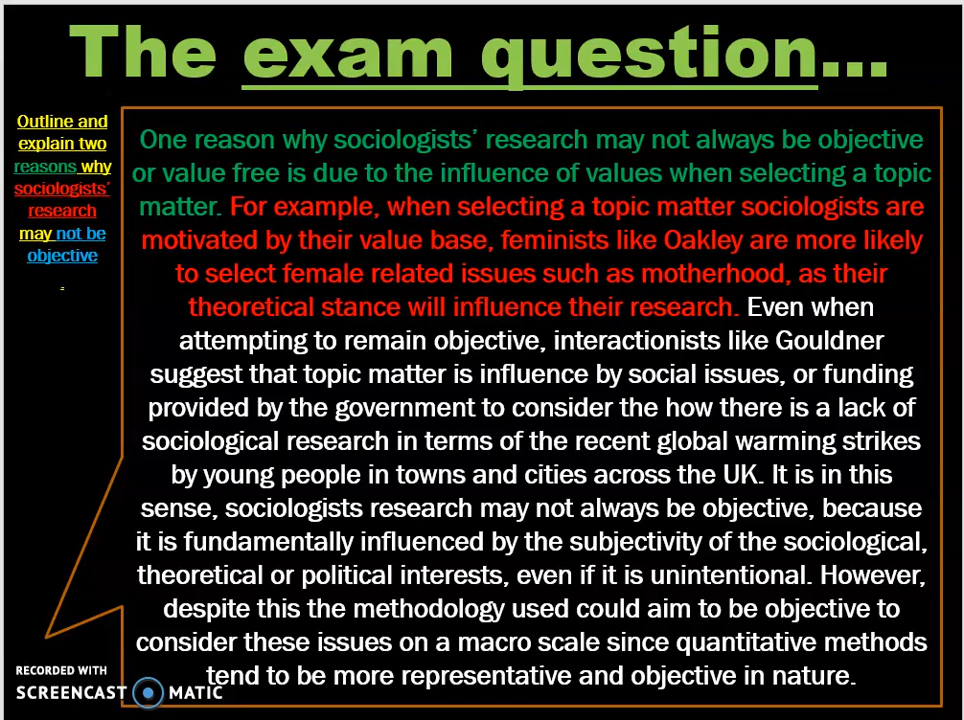 The exam question...
Outline and
explain two
reasons why
sociologists'
research
may not be
objective
.
One reason why sociologists' research may not always be objective
or value free is due to the influence of values when selecting a topic
matter. For example, when selecting a topic matter sociologists are
motivated by their value base, feminists like Oakley are more likely
to select female related issues such as motherhood, as their
theoretical stance will influence their research. Even when
attempting to remain objective, interactionists like Gouldner
suggest that topic matter is influence by social issues, or funding
provided by the government to consider the how there is a lack of
sociological research in terms of the recent global warming strikes
by young people in towns and cities across the UK. It is in this
sense, sociologists research may not always be objective, because
it is fundamentally influenced by the subjectivity of the sociological,
theoretical or political interests, even if it is unintentional. However,
despite this the methodology used could aim to be objective to
consider these issues on a macro scale since quantitative methods
tend to be more representative and objective in nature.
RECORDED WITH
SCREENCAST MATIC